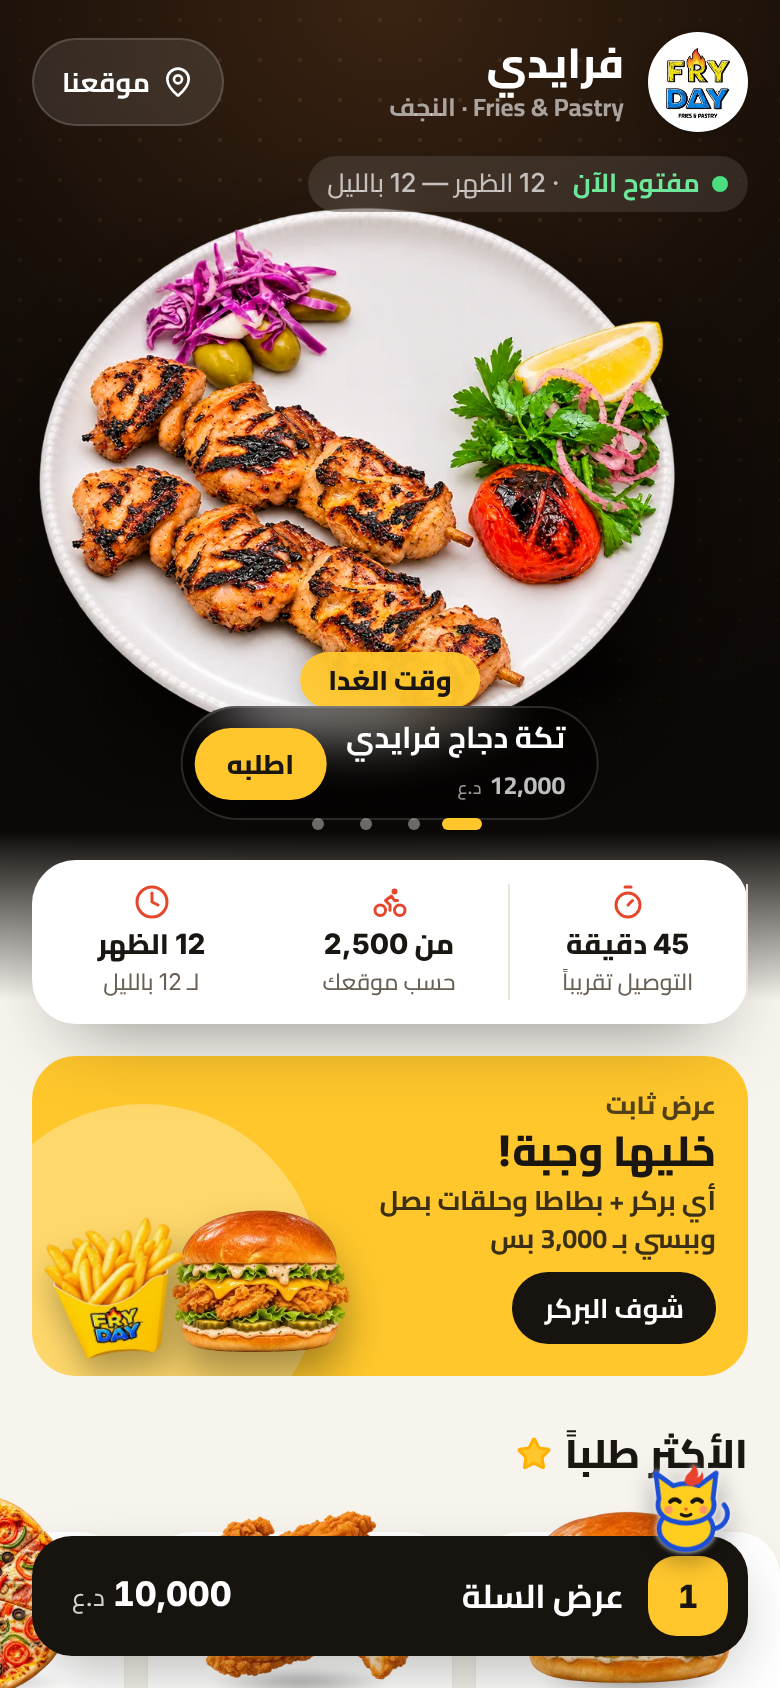 فرايدي
Fries & Pastry · النجف
موقعنا
FRY
DAY
FRIES & PASTRY
مفتوح الآن · 12 الظهر — 12 بالليل
وقت الغدا
تكة دجاج فرايدي
12,000 د.ع
اطلبه
45 دقيقة
التوصيل تقريباً
من 2,500
حسب موقعك
12 الظهر
لـ 12 بالليل
عرض ثابت
خليها وجبة!
أي بركر + بطاطا وحلقات بصل
وببسي بـ 3,000 بس
شوف البركر
FRY
DAY
الأكثر طلباً
1
عرض السلة
10,000 د.ع